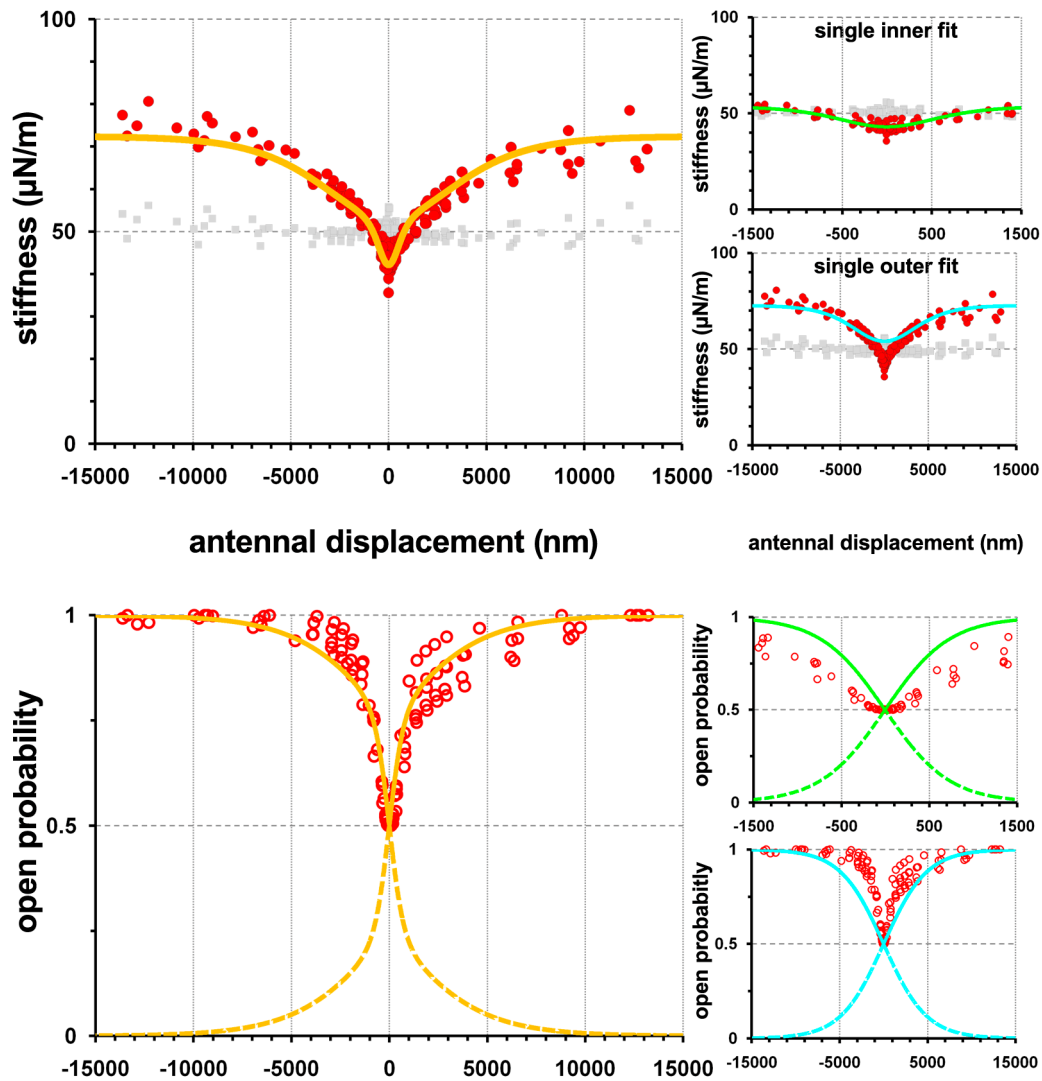 100
50
0
stiffness (μN/m)
-15000 -10000 -5000 0 5000 10000 15000
antennal displacement (nm)
single inner fit
100
50
0
stiffness (μN/m)
-1500 -500 500 1500
single outer fit
100
50
0
stiffness (μN/m)
-15000 -5000 5000 15000
antennal displacement (nm)
1
0.5
0
open probability
-15000 -10000 -5000 0 5000 10000 15000
1
0.5
0
open probability
-1500 -500 500 1500
1
0.5
0
open probabitly
-15000 -5000 5000 15000